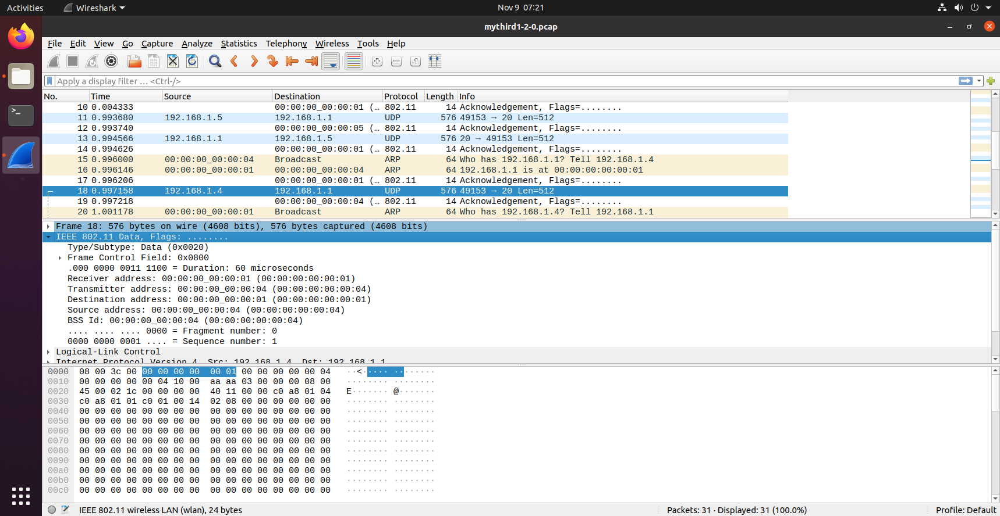 Activities Wireshark Nov 9 07:21
mythird1-2-0.pcap
File Edit View Go Capture Analyze Statistics Telephony Wireless Tools Help
Apply a display filter … <Ctrl-/>
No. Time Source Destination Protocol Length Info
10 0.004333 00:00:00_00:00:01 (… 802.11 14 Acknowledgement, Flags=........
11 0.993680 192.168.1.5 192.168.1.1 UDP 576 49153 → 20 Len=512
12 0.993740 00:00:00_00:00:05 (… 802.11 14 Acknowledgement, Flags=........
13 0.994566 192.168.1.1 192.168.1.5 UDP 576 20 → 49153 Len=512
14 0.994626 00:00:00_00:00:01 (… 802.11 14 Acknowledgement, Flags=........
15 0.996000 00:00:00_00:00:04 Broadcast ARP 64 Who has 192.168.1.1? Tell 192.168.1.4
16 0.996146 00:00:00_00:00:01 00:00:00_00:00:04 ARP 64 192.168.1.1 is at 00:00:00:00:00:01
17 0.996206 00:00:00_00:00:01 (… 802.11 14 Acknowledgement, Flags=........
18 0.997158 192.168.1.4 192.168.1.1 UDP 576 49153 → 20 Len=512
19 0.997218 00:00:00_00:00:04 (… 802.11 14 Acknowledgement, Flags=........
20 1.001178 00:00:00_00:00:01 Broadcast ARP 64 Who has 192.168.1.4? Tell 192.168.1.1
Frame 18: 576 bytes on wire (4608 bits), 576 bytes captured (4608 bits)
IEEE 802.11 Data, Flags: ........
Type/Subtype: Data (0x0020)
Frame Control Field: 0x0800
.000 0000 0011 1100 = Duration: 60 microseconds
Receiver address: 00:00:00_00:00:01 (00:00:00:00:00:01)
Transmitter address: 00:00:00_00:00:04 (00:00:00:00:00:04)
Destination address: 00:00:00_00:00:01 (00:00:00:00:00:01)
Source address: 00:00:00_00:00:04 (00:00:00:00:00:04)
BSS Id: 00:00:00_00:00:04 (00:00:00:00:00:04)
.... .... .... 0000 = Fragment number: 0
0000 0000 0001 .... = Sequence number: 1
Logical-Link Control
Internet Protocol Version 4, Src: 192.168.1.4, Dst: 192.168.1.1
0000 08 00 3c 00 00 00 00 00 00 01 00 00 00 00 00 04 ··<····· ········
0010 00 00 00 00 00 04 10 00 aa aa 03 00 00 00 08 00 ········ ········
0020 45 00 02 1c 00 00 00 00 40 11 00 00 c0 a8 01 04 E······· @·······
0030 c0 a8 01 01 c0 01 00 14 02 08 00 00 00 00 00 00 ········ ········
0040 00 00 00 00 00 00 00 00 00 00 00 00 00 00 00 00 ········ ········
0050 00 00 00 00 00 00 00 00 00 00 00 00 00 00 00 00 ········ ········
0060 00 00 00 00 00 00 00 00 00 00 00 00 00 00 00 00 ········ ········
0070 00 00 00 00 00 00 00 00 00 00 00 00 00 00 00 00 ········ ········
0080 00 00 00 00 00 00 00 00 00 00 00 00 00 00 00 00 ········ ········
0090 00 00 00 00 00 00 00 00 00 00 00 00 00 00 00 00 ········ ········
00a0 00 00 00 00 00 00 00 00 00 00 00 00 00 00 00 00 ········ ········
00b0 00 00 00 00 00 00 00 00 00 00 00 00 00 00 00 00 ········ ········
00c0 00 00 00 00 00 00 00 00 00 00 00 00 00 00 00 00 ········ ········
IEEE 802.11 wireless LAN (wlan), 24 bytes Packets: 31 · Displayed: 31 (100.0%) Profile: Default